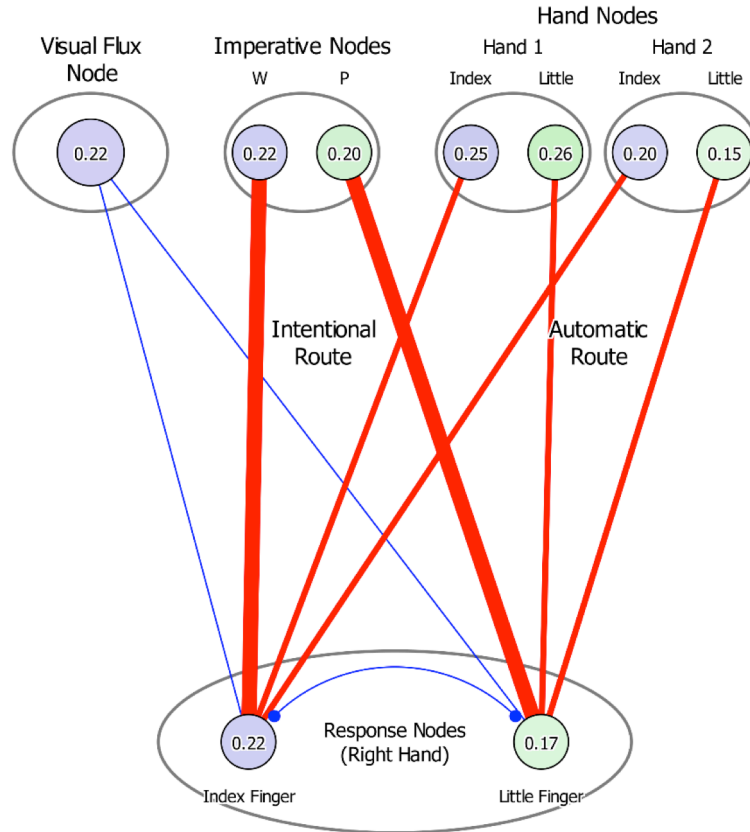 Hand Nodes
Visual Flux
Node
Imperative Nodes
Hand 1
Hand 2
W
P
Index
Little
Index
Little
0.22
0.22
0.20
0.25
0.26
0.20
0.15
Intentional
Route
Automatic
Route
0.22
Response Nodes
(Right Hand)
0.17
Index Finger
Little Finger